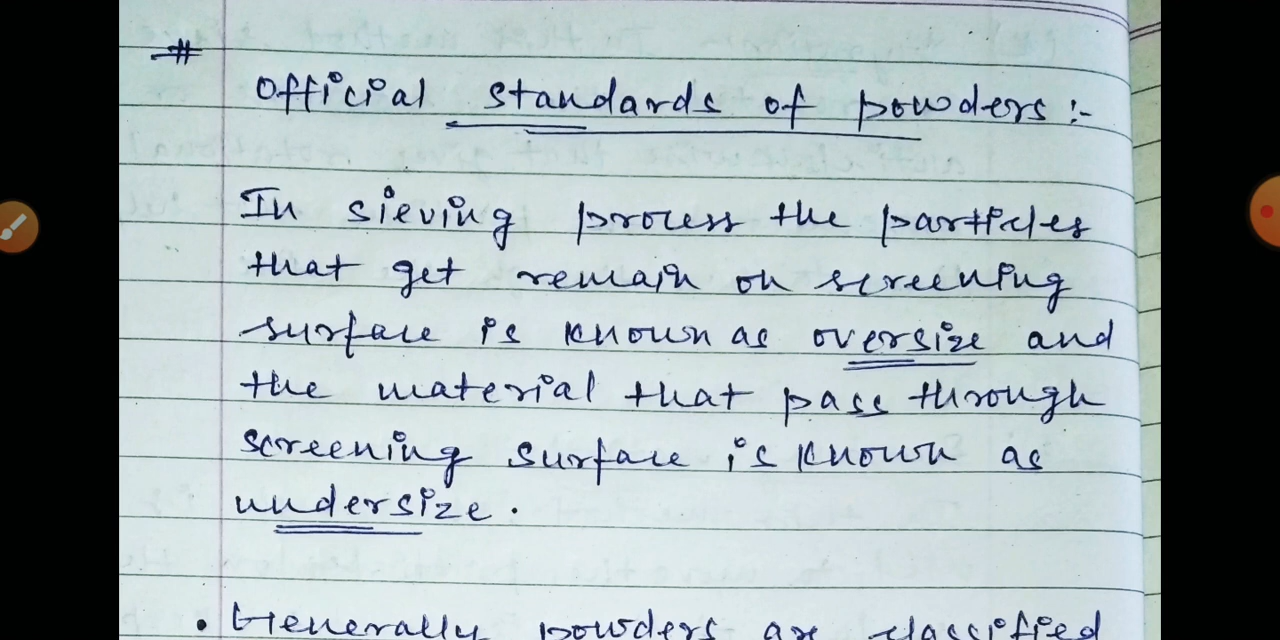 #
Official standards of powders :-
In sieving process the particles
that get remain on screening
surface is known as oversize and
the material that pass through
screening surface is known as
undersize.
• Generally powders are classified